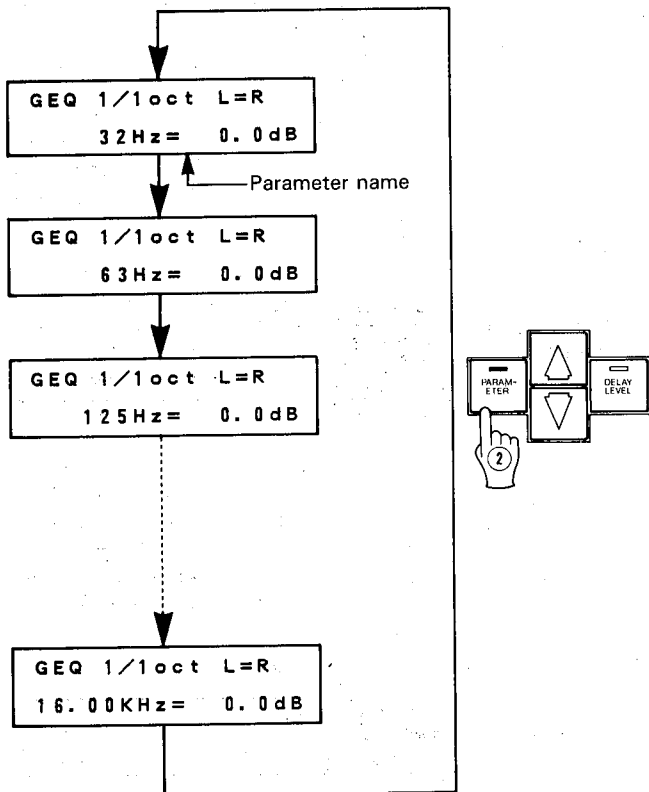 GEQ 1/1oct L=R
32Hz= 0.0dB
Parameter name
GEQ 1/1oct L=R
63Hz= 0.0dB
GEQ 1/1oct L=R
125Hz= 0.0dB
PARAM-
ETER
DELAY
LEVEL
2
GEQ 1/1oct L=R
16.00KHz= 0.0dB